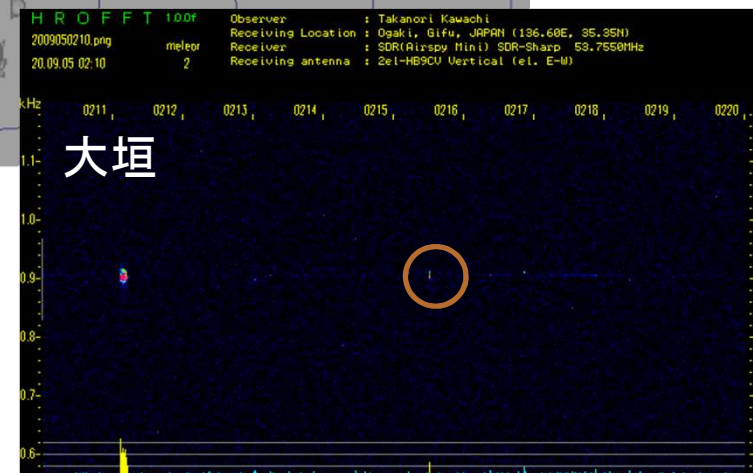 H R O F F T 1.0.0f
2009050210.png meteor
20.09.05 02:10 2
Observer : Takanori Kawachi
Receiving Location : Ogaki, Gifu, JAPAN (136.60E, 35.35N)
Receiver : SDR(Airspy Mini) SDR-Sharp 53.7550MHz
Receiving antenna : 2el-HB9CV Vertical (el. E-W)
kHz 0211 0212 0213 0214 0215 0216 0217 0218 0219 0220
大垣
1.1
1.0
0.9
0.8
0.7
0.6